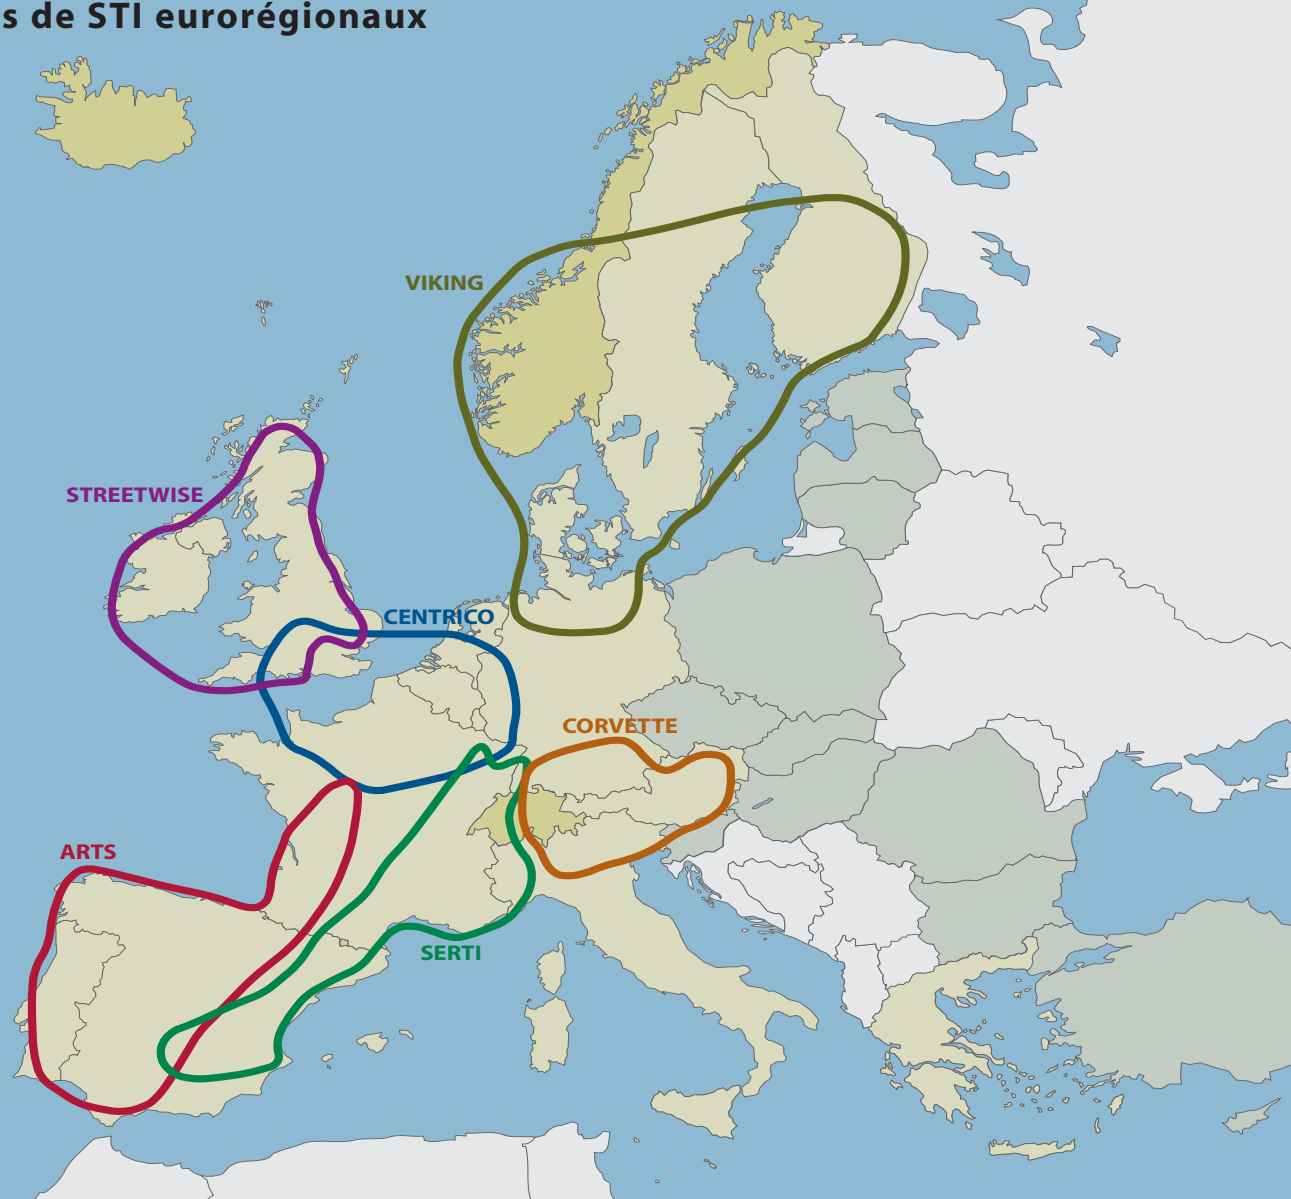 s de STI eurorégionaux
VIKING
STREETWISE
CENTRICO
CORVETTE
ARTS
SERTI